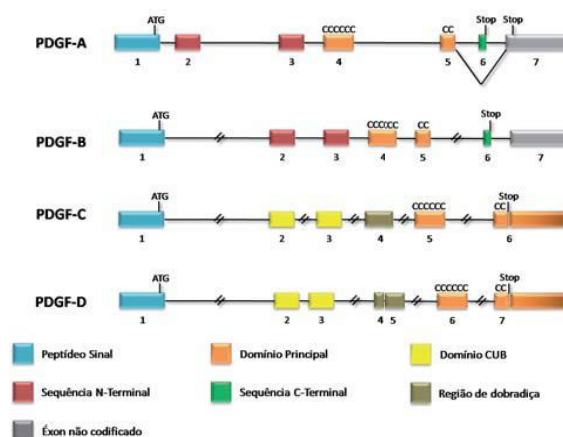 ATG CCCCCC CC Stop Stop
PDGF-A
1 2 3 4 5 6 7
ATG CCCCCC CC Stop
PDGF-B
1 2 3 4 5 6 7
ATG CCCCCC CC Stop
PDGF-C
1 2 3 4 5 6
ATG CCCCCC CC Stop
PDGF-D
1 2 3 4 5 6 7
Peptídeo Sinal Domínio Principal Domínio CUB
Sequência N-Terminal Sequência C-Terminal Região de dobradiça
Éxon não codificado